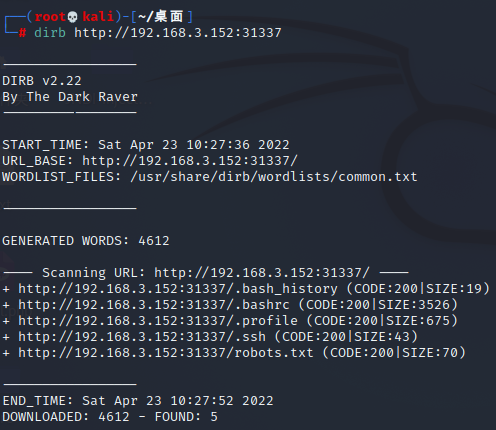 ┌──(root💀kali)-[~/桌面]
└─# dirb http://192.168.3.152:31337
-----------------
DIRB v2.22
By The Dark Raver
-----------------
START_TIME: Sat Apr 23 10:27:36 2022
URL_BASE: http://192.168.3.152:31337/
WORDLIST_FILES: /usr/share/dirb/wordlists/common.txt
-----------------
GENERATED WORDS: 4612
---- Scanning URL: http://192.168.3.152:31337/ ----
+ http://192.168.3.152:31337/.bash_history (CODE:200|SIZE:19)
+ http://192.168.3.152:31337/.bashrc (CODE:200|SIZE:3526)
+ http://192.168.3.152:31337/.profile (CODE:200|SIZE:675)
+ http://192.168.3.152:31337/.ssh (CODE:200|SIZE:43)
+ http://192.168.3.152:31337/robots.txt (CODE:200|SIZE:70)
-----------------
END_TIME: Sat Apr 23 10:27:52 2022
DOWNLOADED: 4612 - FOUND: 5